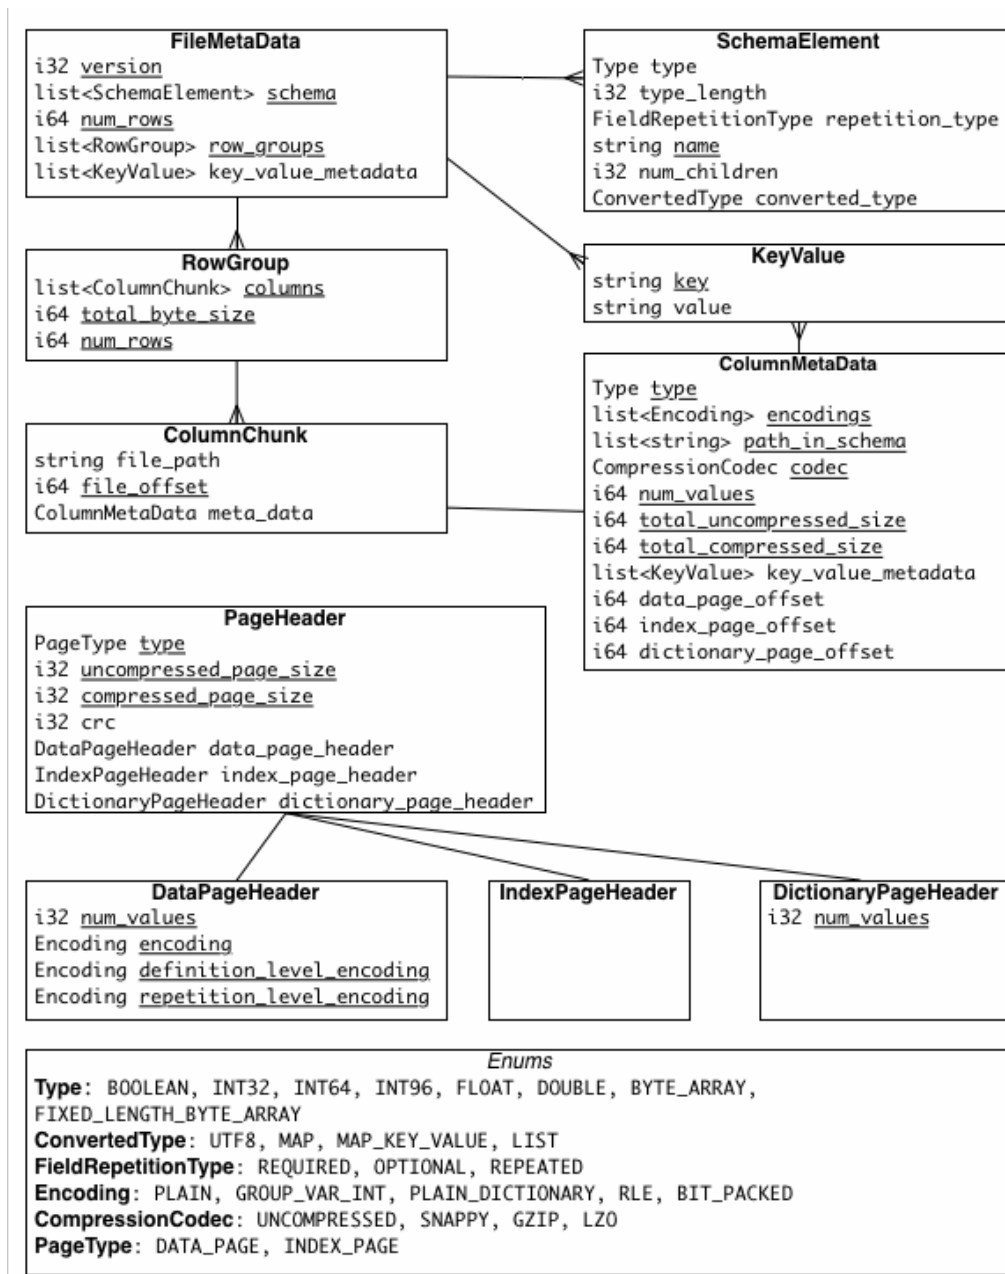 FileMetaData
i32 version
list<SchemaElement> schema
i64 num_rows
list<RowGroup> row_groups
list<KeyValue> key_value_metadata
SchemaElement
Type type
i32 type_length
FieldRepetitionType repetition_type
string name
i32 num_children
ConvertedType converted_type
RowGroup
list<ColumnChunk> columns
i64 total_byte_size
i64 num_rows
KeyValue
string key
string value
ColumnChunk
string file_path
i64 file_offset
ColumnMetaData meta_data
ColumnMetaData
Type type
list<Encoding> encodings
list<string> path_in_schema
CompressionCodec codec
i64 num_values
i64 total_uncompressed_size
i64 total_compressed_size
list<KeyValue> key_value_metadata
i64 data_page_offset
i64 index_page_offset
i64 dictionary_page_offset
PageHeader
PageType type
i32 uncompressed_page_size
i32 compressed_page_size
i32 crc
DataPageHeader data_page_header
IndexPageHeader index_page_header
DictionaryPageHeader dictionary_page_header
DataPageHeader
i32 num_values
Encoding encoding
Encoding definition_level_encoding
Encoding repetition_level_encoding
IndexPageHeader
DictionaryPageHeader
i32 num_values
Enums
Type: BOOLEAN, INT32, INT64, INT96, FLOAT, DOUBLE, BYTE_ARRAY,
FIXED_LENGTH_BYTE_ARRAY
ConvertedType: UTF8, MAP, MAP_KEY_VALUE, LIST
FieldRepetitionType: REQUIRED, OPTIONAL, REPEATED
Encoding: PLAIN, GROUP_VAR_INT, PLAIN_DICTIONARY, RLE, BIT_PACKED
CompressionCodec: UNCOMPRESSED, SNAPPY, GZIP, LZO
PageType: DATA_PAGE, INDEX_PAGE